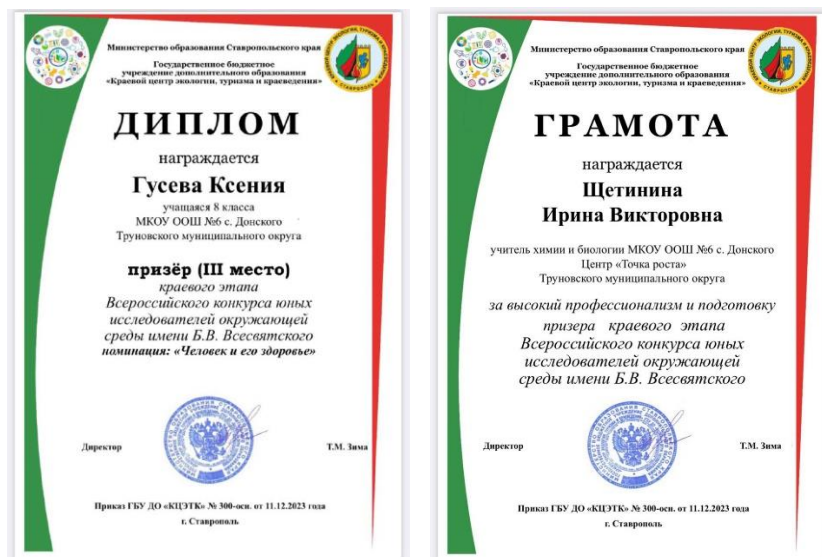 Министерство образования Ставропольского края
Государственное бюджетное
учреждение дополнительного образования
«Краевой центр экологии, туризма и краеведения»
ДИПЛОМ
награждается
Гусева Ксения
учащаяся 8 класса
МКОУ ООШ №6 с. Донского
Труновского муниципального округа
призёр (III место)
краевого этапа
Всероссийского конкурса юных
исследователей окружающей
среды имени Б.В. Всесвятского
номинация: «Человек и его здоровье»
Директор Т.М. Зима
Приказ ГБУ ДО «КЦЭТК» № 300-осн. от 11.12.2023 года
г. Ставрополь
Министерство образования Ставропольского края
Государственное бюджетное
учреждение дополнительного образования
«Краевой центр экологии, туризма и краеведения»
ГРАМОТА
награждается
Щетинина
Ирина Викторовна
учитель химии и биологии МКОУ ООШ №6 с. Донского
Центр «Точка роста»
Труновского муниципального округа
за высокий профессионализм и подготовку
призера краевого этапа
Всероссийского конкурса юных
исследователей окружающей
среды имени Б.В. Всесвятского
Директор Т.М. Зима
Приказ ГБУ ДО «КЦЭТК» № 300-осн. от 11.12.2023 года
г. Ставрополь